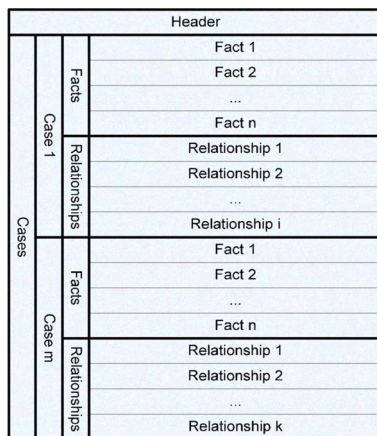 Header
Cases
Case 1
Facts
Fact 1
Fact 2
...
Fact n
Relationships
Relationship 1
Relationship 2
...
Relationship i
Case m
Facts
Fact 1
Fact 2
...
Fact n
Relationships
Relationship 1
Relationship 2
...
Relationship k